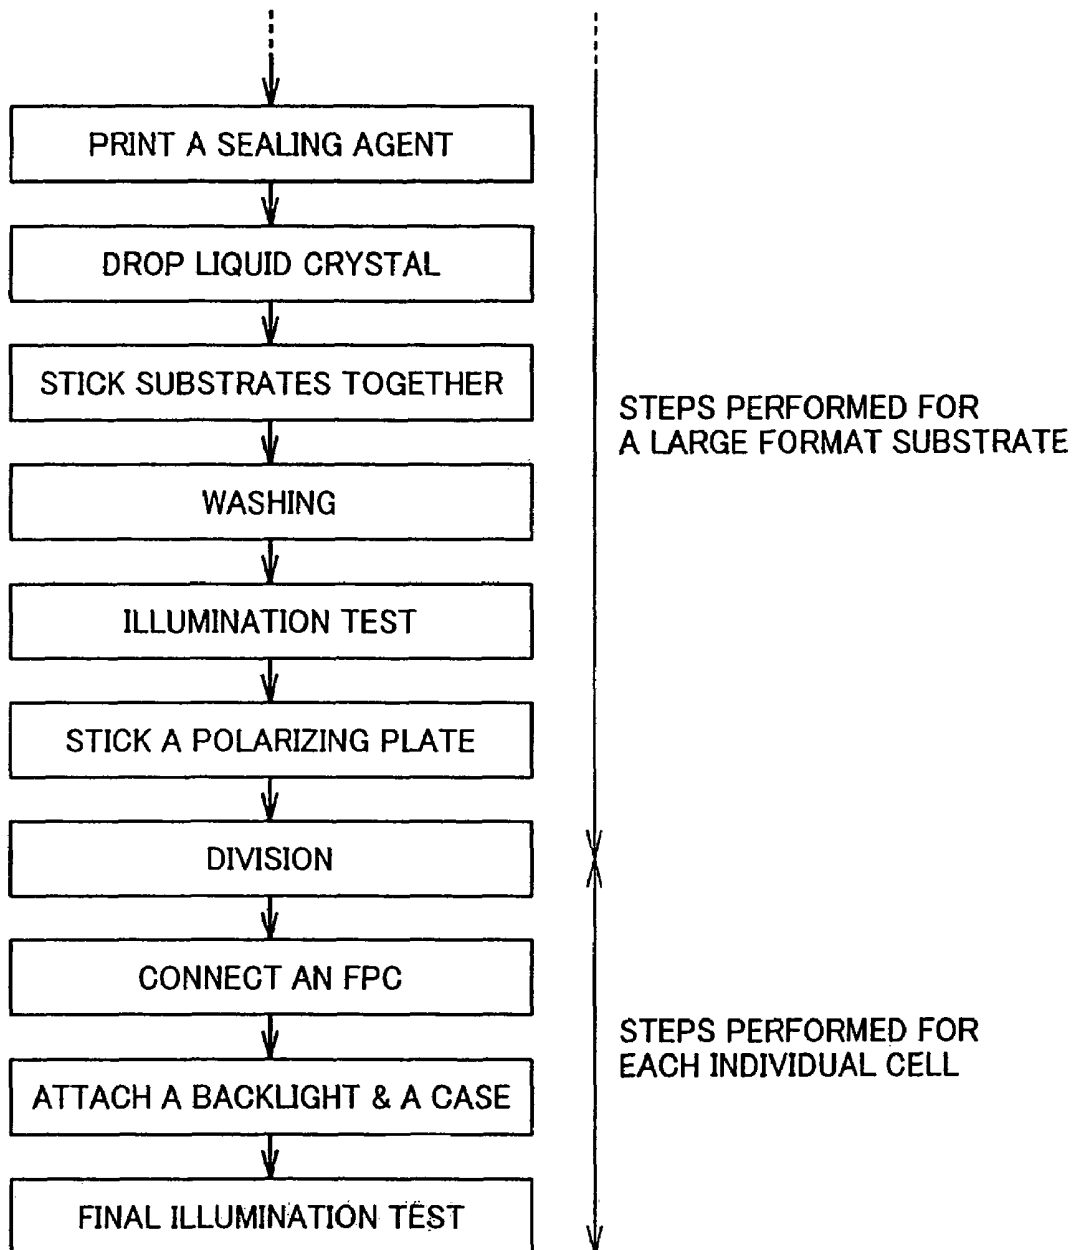 PRINT A SEALING AGENT
DROP LIQUID CRYSTAL
STICK SUBSTRATES TOGETHER
WASHING
ILLUMINATION TEST
STICK A POLARIZING PLATE
DIVISION
CONNECT AN FPC
ATTACH A BACKLIGHT & A CASE
FINAL ILLUMINATION TEST
STEPS PERFORMED FOR
A LARGE FORMAT SUBSTRATE
STEPS PERFORMED FOR
EACH INDIVIDUAL CELL